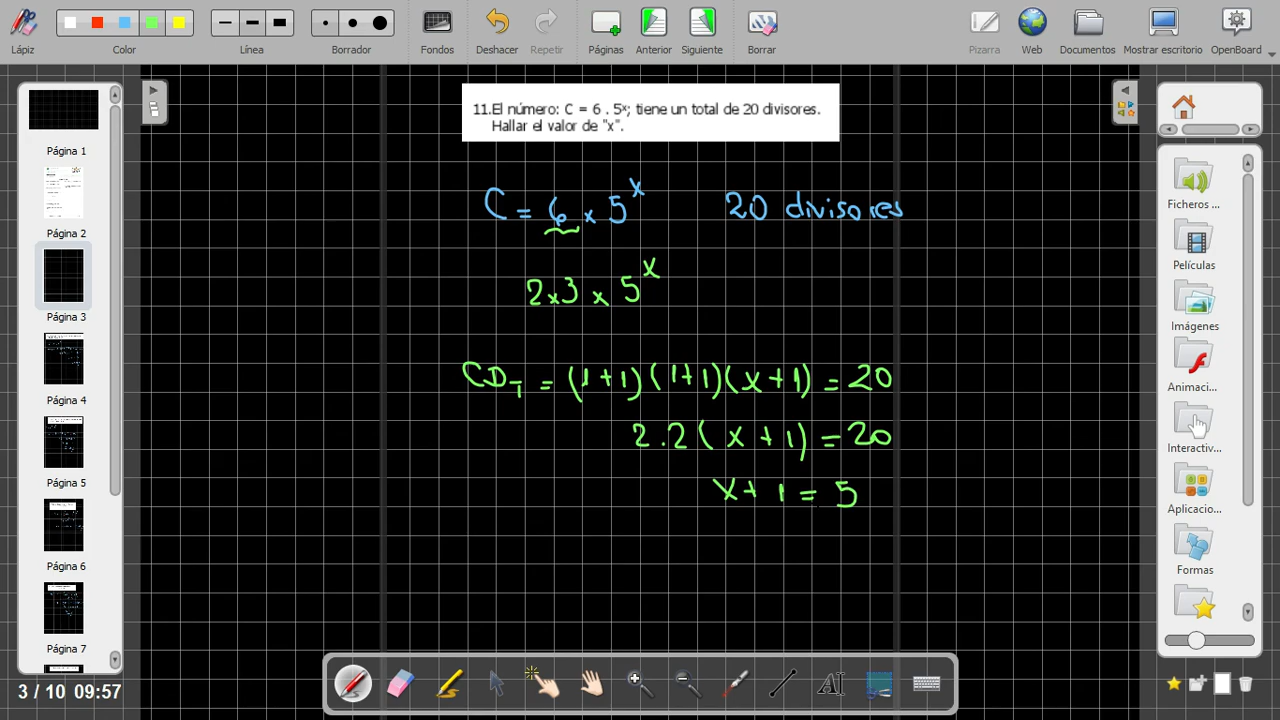 Lápiz
Color
Línea
Borrador
Fondos
Deshacer
Repetir
Páginas
Anterior
Siguiente
Borrar
Pizarra
Web
Documentos
Mostrar escritorio
OpenBoard
Página 1
Página 2
Página 3
Página 4
Página 5
Página 6
Página 7
3 / 10 09:57
11.El número: C = 6 . 5ˣ; tiene un total de 20 divisores.
Hallar el valor de "x".
C = 6 x 5ˣ 20 divisores
2x3 x 5ˣ
CD_T = (1+1)(1+1)(x+1) = 20
2.2(x+1) = 20
x+1 = 5
Ficheros ...
Películas
Imágenes
Animaci...
Interactiv...
Aplicacio...
Formas
AI